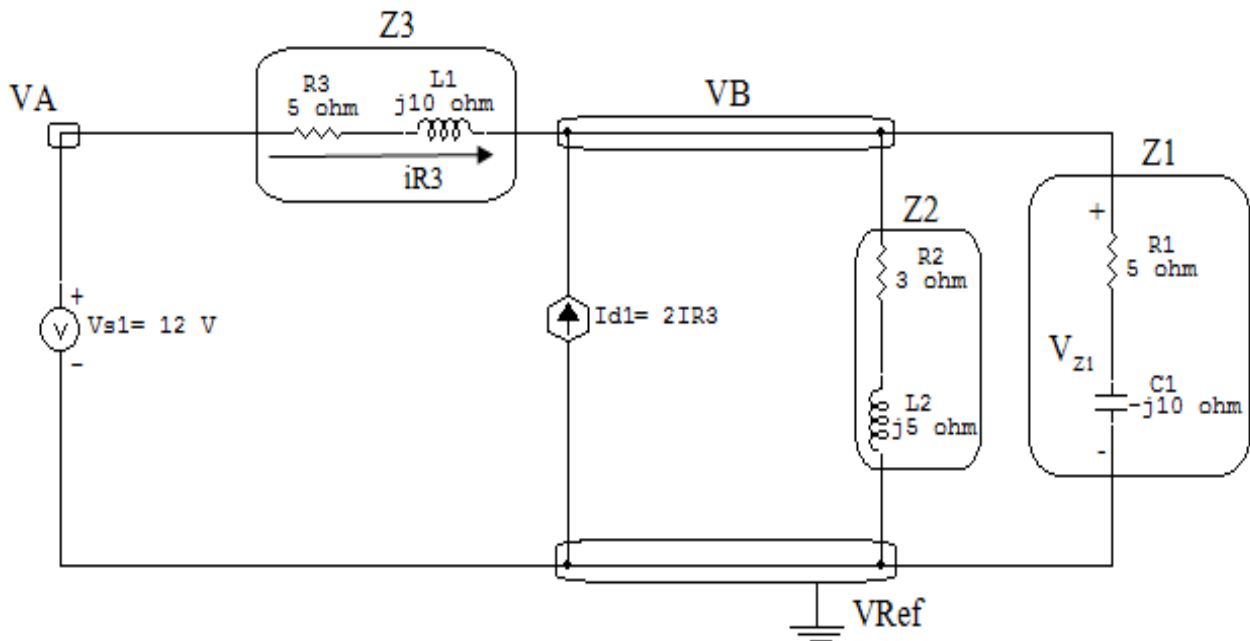 Z3
R3
5 ohm
L1
j10 ohm
iR3
VA
VB
Z1
+
R1
5 ohm
Z2
R2
3 ohm
+
V
Vs1= 12 V
-
Id1= 2IR3
VZ1
C1
-j10 ohm
-
L2
j5 ohm
VRef